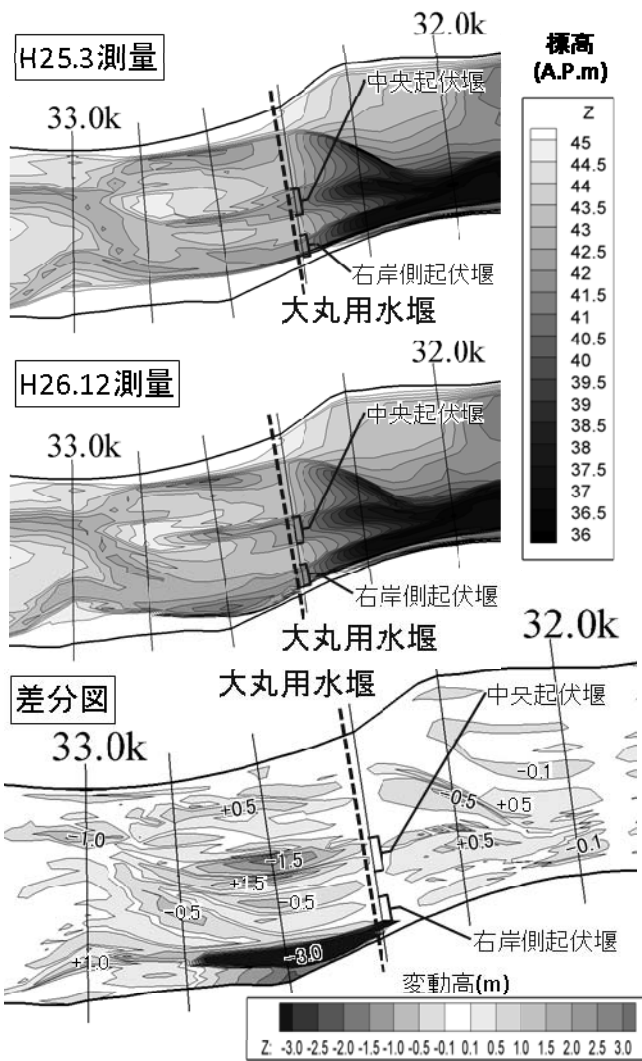 H25.3測量
32.0k
標高
(A.P.m)
中央起伏堰
33.0k
Z
45
44.5
44
43.5
43
42.5
42
41.5
41
40.5
40
39.5
39
38.5
38
37.5
37
36.5
36
右岸側起伏堰
大丸用水堰
H26.12測量
32.0k
中央起伏堰
33.0k
右岸側起伏堰
大丸用水堰
差分図
大丸用水堰
32.0k
中央起伏堰
33.0k
-0.1
+0.5
-0.5
+0.5
-1.0
+0.5
-0.1
-1.5
+1.5
-0.5
-0.5
右岸側起伏堰
+1.0
-3.0
変動高(m)
Z: -3.0 -2.5 -2.0 -1.5 -1.0 -0.5 -0.1 0.1 0.5 1.0 1.5 2.0 2.5 3.0